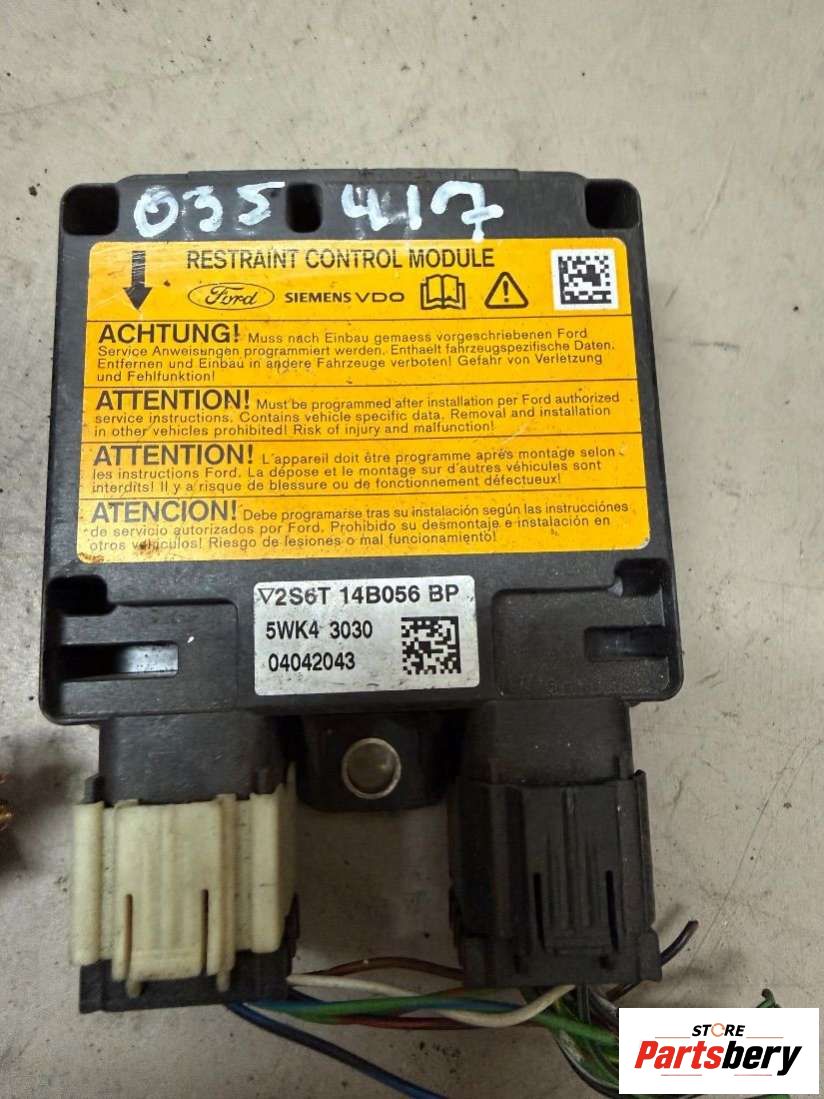 035 417
RESTRAINT CONTROL MODULE
Ford SIEMENS VDO
ACHTUNG! Muss nach Einbau gemaess vorgeschriebenen Ford
Service Anweisungen programmiert werden. Enthaelt fahrzeugspezifische Daten.
Entfernen und Einbau in andere Fahrzeuge verboten! Gefahr von Verletzung
und Fehlfunktion!
ATTENTION! Must be programmed after installation per Ford authorized
service instructions. Contains vehicle specific data. Removal and installation
in other vehicles prohibited! Risk of injury and malfunction!
ATTENTION! L'appareil doit être programme après montage selon
les instructions Ford. La dépose et le montage sur d'autres véhicules sont
interdits! Il y a risque de blessure ou de fonctionnement défectueux!
ATENCION! Debe programarse tras su instalación según las instrucciónes
de servicio autorizados por Ford. Prohibido su desmontaje e instalación en
otros vehículos! Riesgo de lesiones o mal funcionamiento!
▽2S6T 14B056 BP
5WK4 3030
04042043
STORE
Partsbery